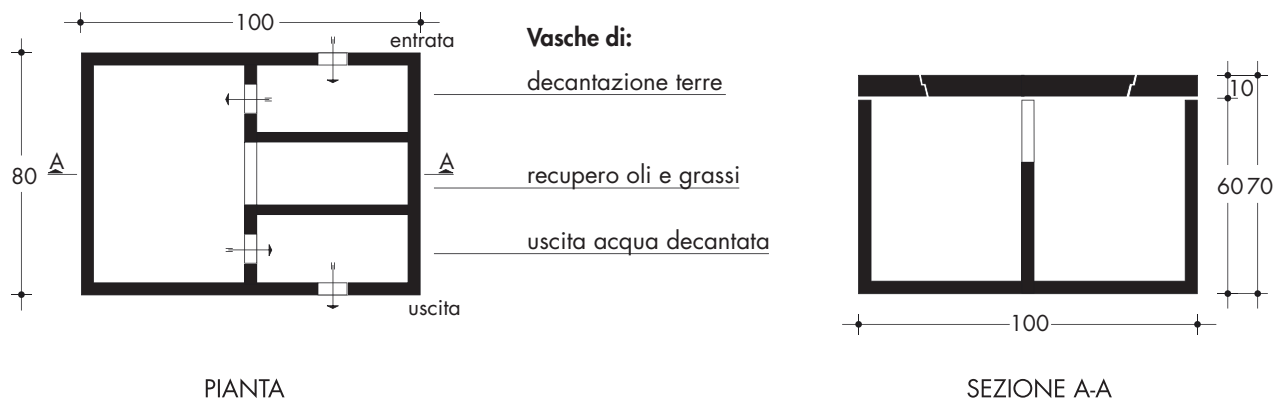 100
entrata
Vasche di:
decantazione terre
10
A
A
80
recupero oli e grassi
60 70
uscita acqua decantata
uscita
100
PIANTA
SEZIONE A-A